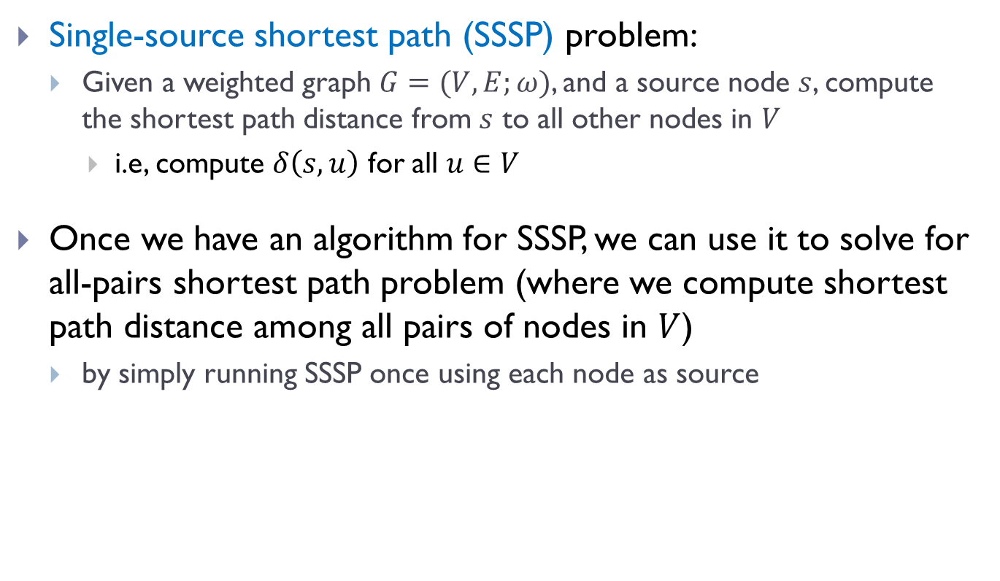 Single-source shortest path (SSSP) problem:
Given a weighted graph 𝐺 = (𝑉, 𝐸; 𝜔), and a source node 𝑠, compute
the shortest path distance from 𝑠 to all other nodes in 𝑉
i.e, compute 𝛿(𝑠, 𝑢) for all 𝑢 ∈ 𝑉
Once we have an algorithm for SSSP, we can use it to solve for
all-pairs shortest path problem (where we compute shortest
path distance among all pairs of nodes in 𝑉)
by simply running SSSP once using each node as source